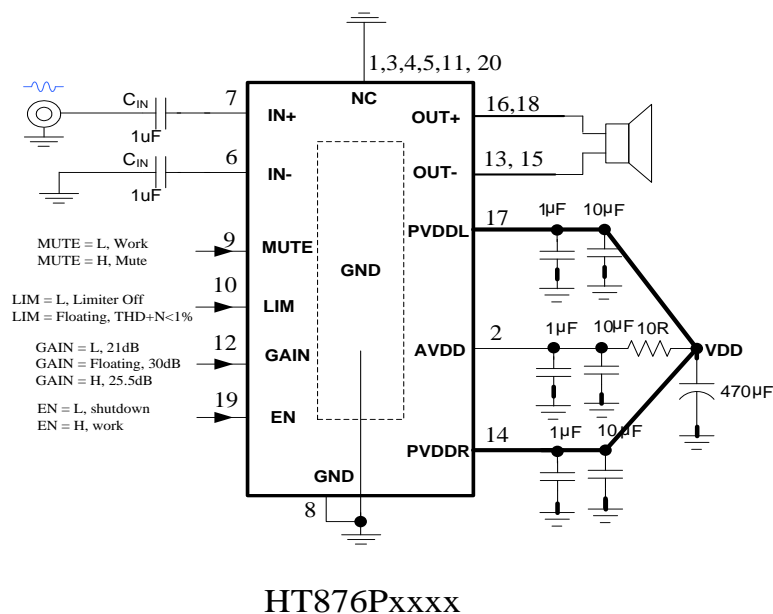 1,3,4,5,11, 20
NC
CIN
1uF
7
IN+
OUT+
16,18
CIN
1uF
6
IN-
OUT-
13, 15
MUTE = L, Work
MUTE = H, Mute
9
MUTE
GND
PVDDL
17
1µF
10µF
LIM = L, Limiter Off
LIM = Floating, THD+N<1%
10
LIM
GAIN = L, 21dB
GAIN = Floating, 30dB
GAIN = H, 25.5dB
12
GAIN
AVDD
2
1µF
10µF
10R
VDD
470µF
EN = L, shutdown
EN = H, work
19
EN
PVDDR
14
1µF
10µF
GND
8
HT876Pxxxx